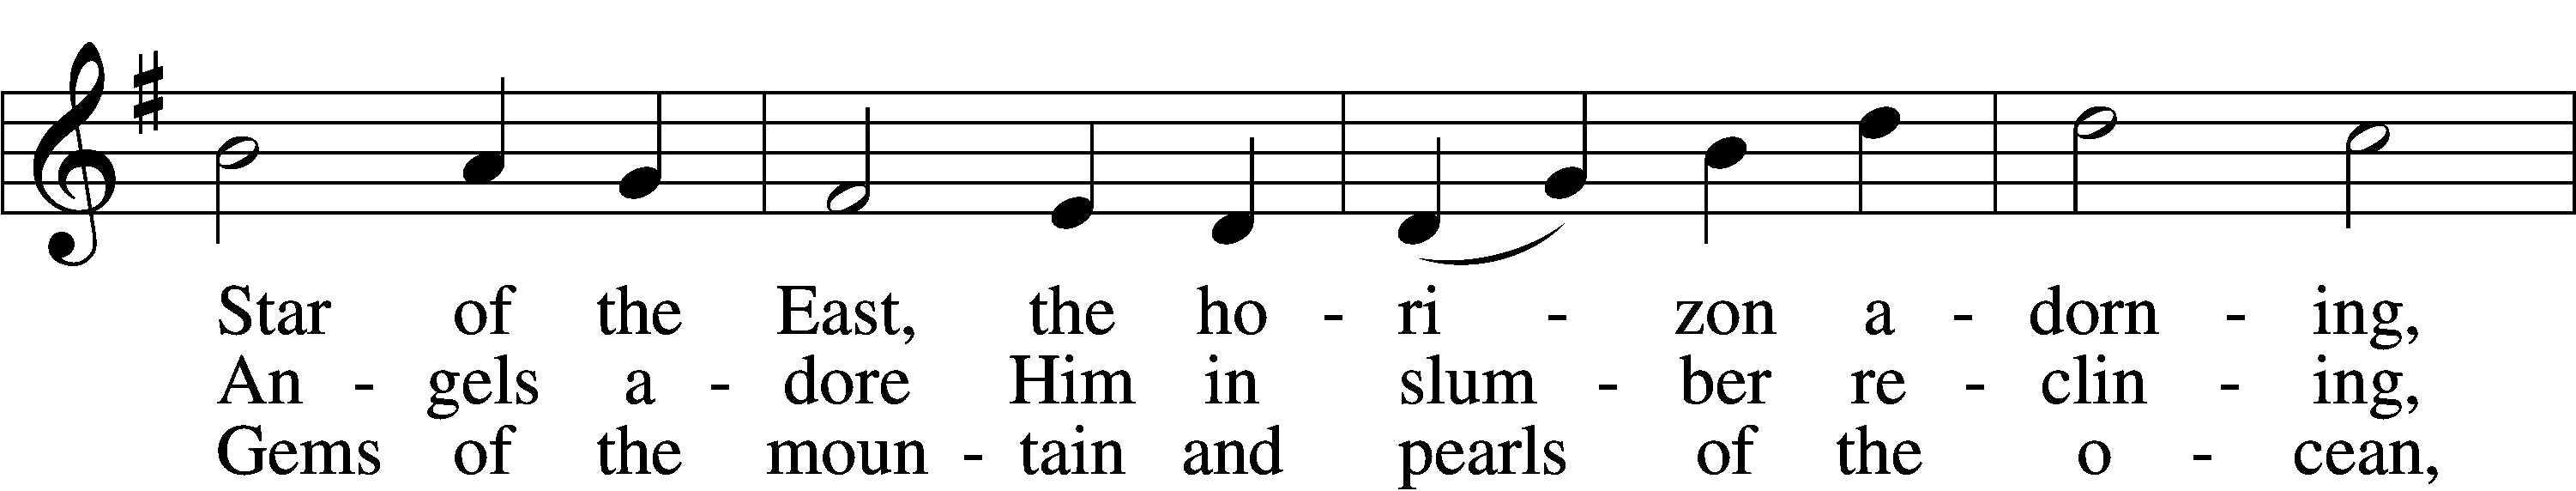 Star of the East, the ho - ri - zon a - dorn - ing,
An - gels a - dore Him in slum - ber re - clin - ing,
Gems of the moun - tain and pearls of the o - cean,